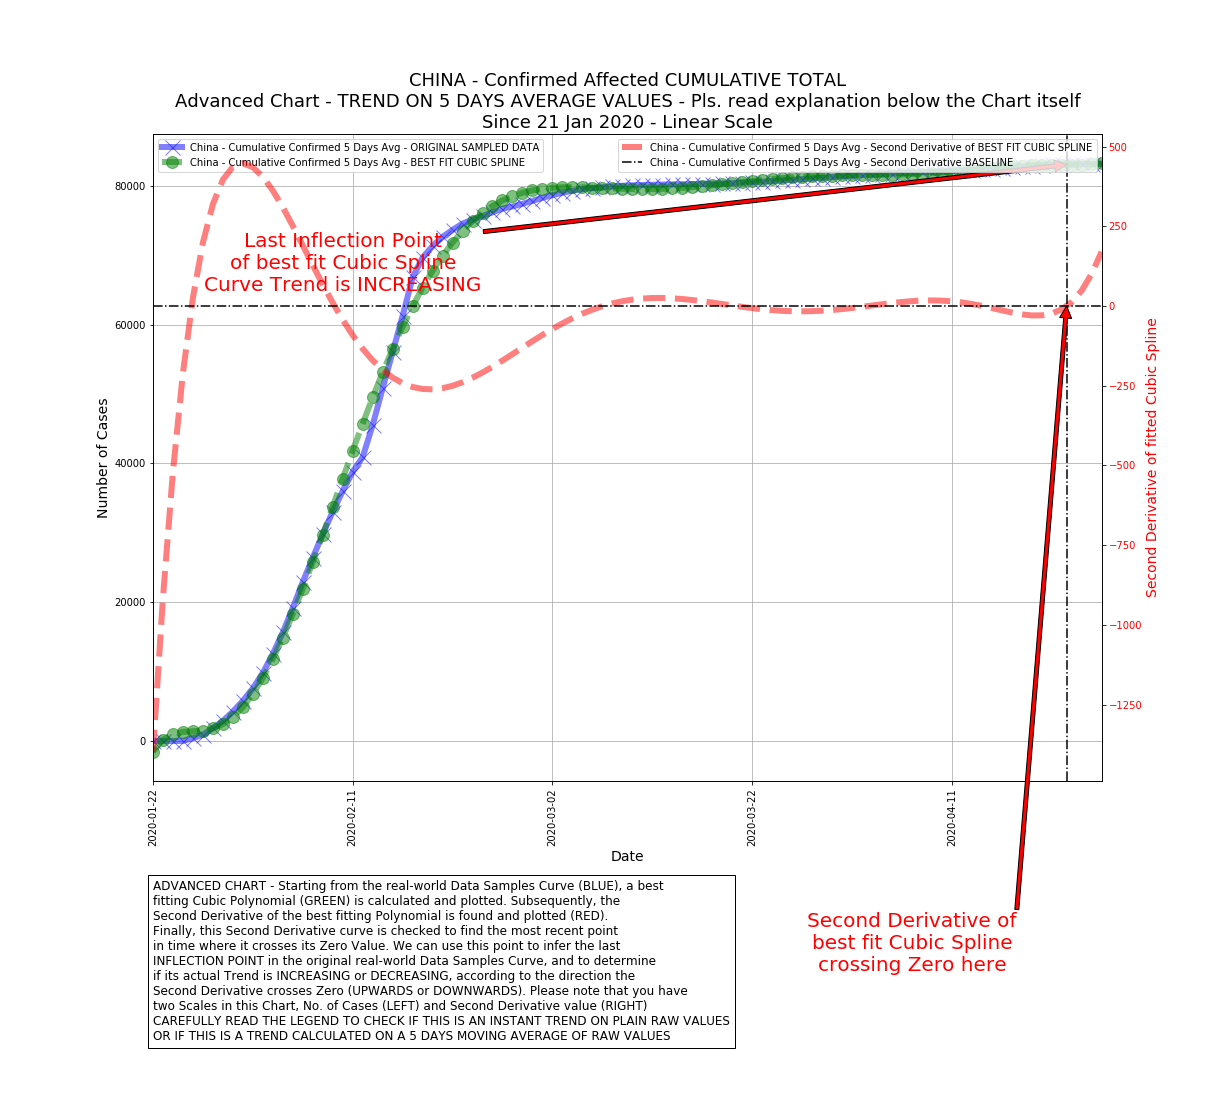 CHINA - Confirmed Affected CUMULATIVE TOTAL
Advanced Chart - TREND ON 5 DAYS AVERAGE VALUES - Pls. read explanation below the Chart itself
Since 21 Jan 2020 - Linear Scale
China - Cumulative Confirmed 5 Days Avg - ORIGINAL SAMPLED DATA
China - Cumulative Confirmed 5 Days Avg - BEST FIT CUBIC SPLINE
China - Cumulative Confirmed 5 Days Avg - Second Derivative of BEST FIT CUBIC SPLINE
China - Cumulative Confirmed 5 Days Avg - Second Derivative BASELINE
Last Inflection Point
of best fit Cubic Spline
Curve Trend is INCREASING
Number of Cases
80000
60000
40000
20000
0
500
250
0
−250
−500
−750
−1000
−1250
Second Derivative of fitted Cubic Spline
2020-01-22
2020-02-11
2020-03-02
2020-03-22
2020-04-11
Date
Second Derivative of
best fit Cubic Spline
crossing Zero here
ADVANCED CHART - Starting from the real-world Data Samples Curve (BLUE), a best
fitting Cubic Polynomial (GREEN) is calculated and plotted. Subsequently, the
Second Derivative of the best fitting Polynomial is found and plotted (RED).
Finally, this Second Derivative curve is checked to find the most recent point
in time where it crosses its Zero Value. We can use this point to infer the last
INFLECTION POINT in the original real-world Data Samples Curve, and to determine
if its actual Trend is INCREASING or DECREASING, according to the direction the
Second Derivative crosses Zero (UPWARDS or DOWNWARDS). Please note that you have
two Scales in this Chart, No. of Cases (LEFT) and Second Derivative value (RIGHT)
CAREFULLY READ THE LEGEND TO CHECK IF THIS IS AN INSTANT TREND ON PLAIN RAW VALUES
OR IF THIS IS A TREND CALCULATED ON A 5 DAYS MOVING AVERAGE OF RAW VALUES